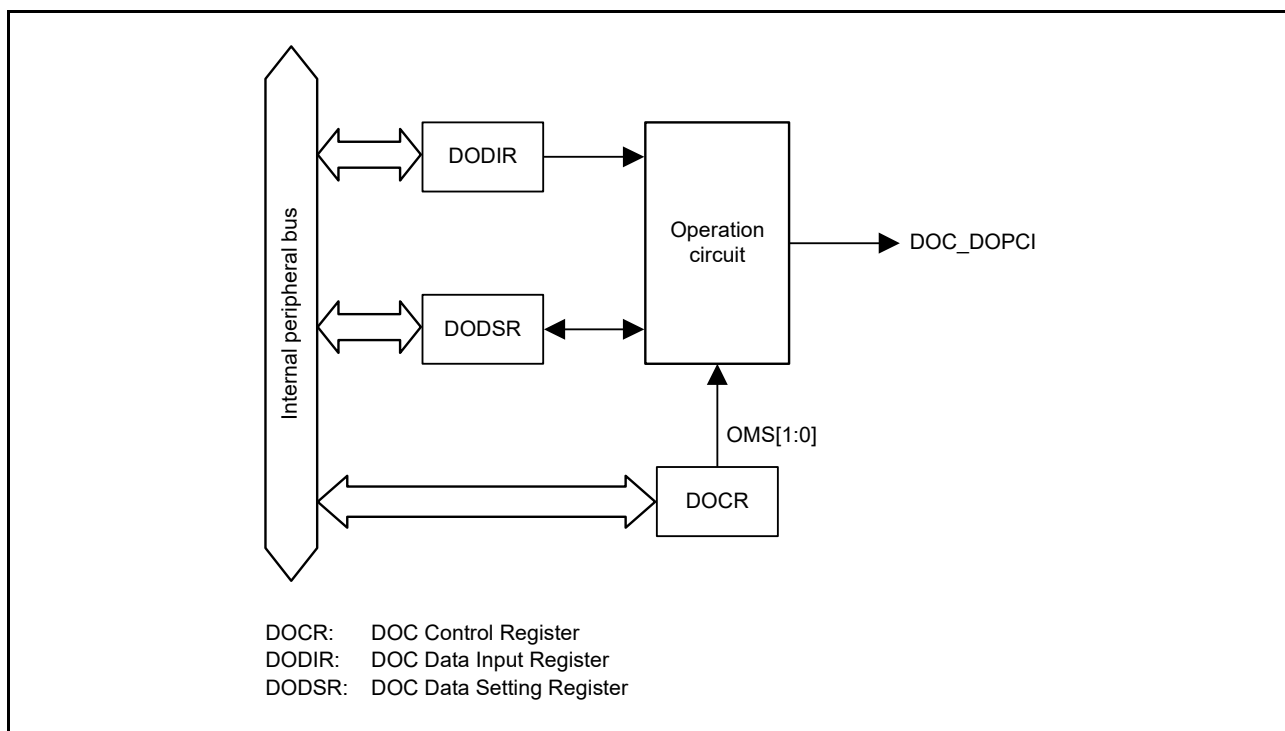 Internal peripheral bus
DODIR
Operation
circuit
DOC_DOPCI
DODSR
OMS[1:0]
DOCR
DOCR: DOC Control Register
DODIR: DOC Data Input Register
DODSR: DOC Data Setting Register